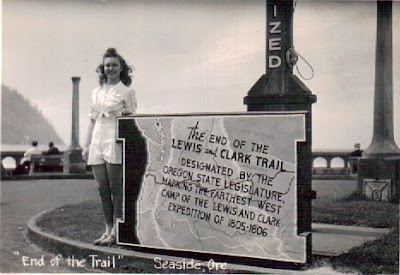 IZED
The END OF THE
LEWIS and CLARK TRAIL
DESIGNATED BY THE
OREGON STATE LEGISLATURE,
MARKING THE FARTHEST WEST
CAMP OF THE LEWIS AND CLARK
EXPEDITION OF 1805-1806
"End of the Trail" Seaside, Ore